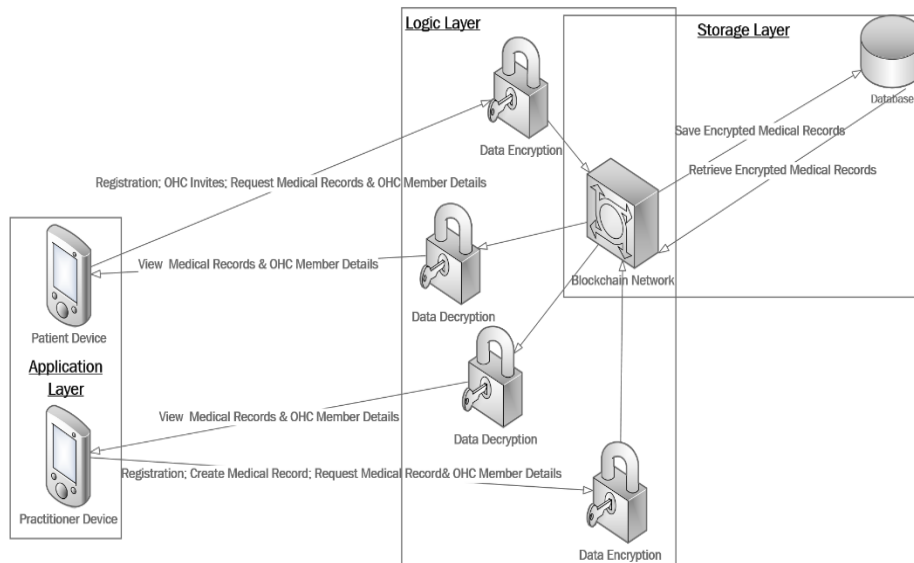 Logic Layer
Storage Layer
Database
Data Encryption
Save Encrypted Medical Records
Retrieve Encrypted Medical Records
Registration; OHC Invites; Request Medical Records & OHC Member Details
View  Medical Records & OHC Member Details
Blockchain Network
Data Decryption
Patient Device
Application
Layer
View  Medical Records & OHC Member Details
Data Decryption
Registration; Create Medical Record; Request Medical Record& OHC Member Details
Practitioner Device
Data Encryption